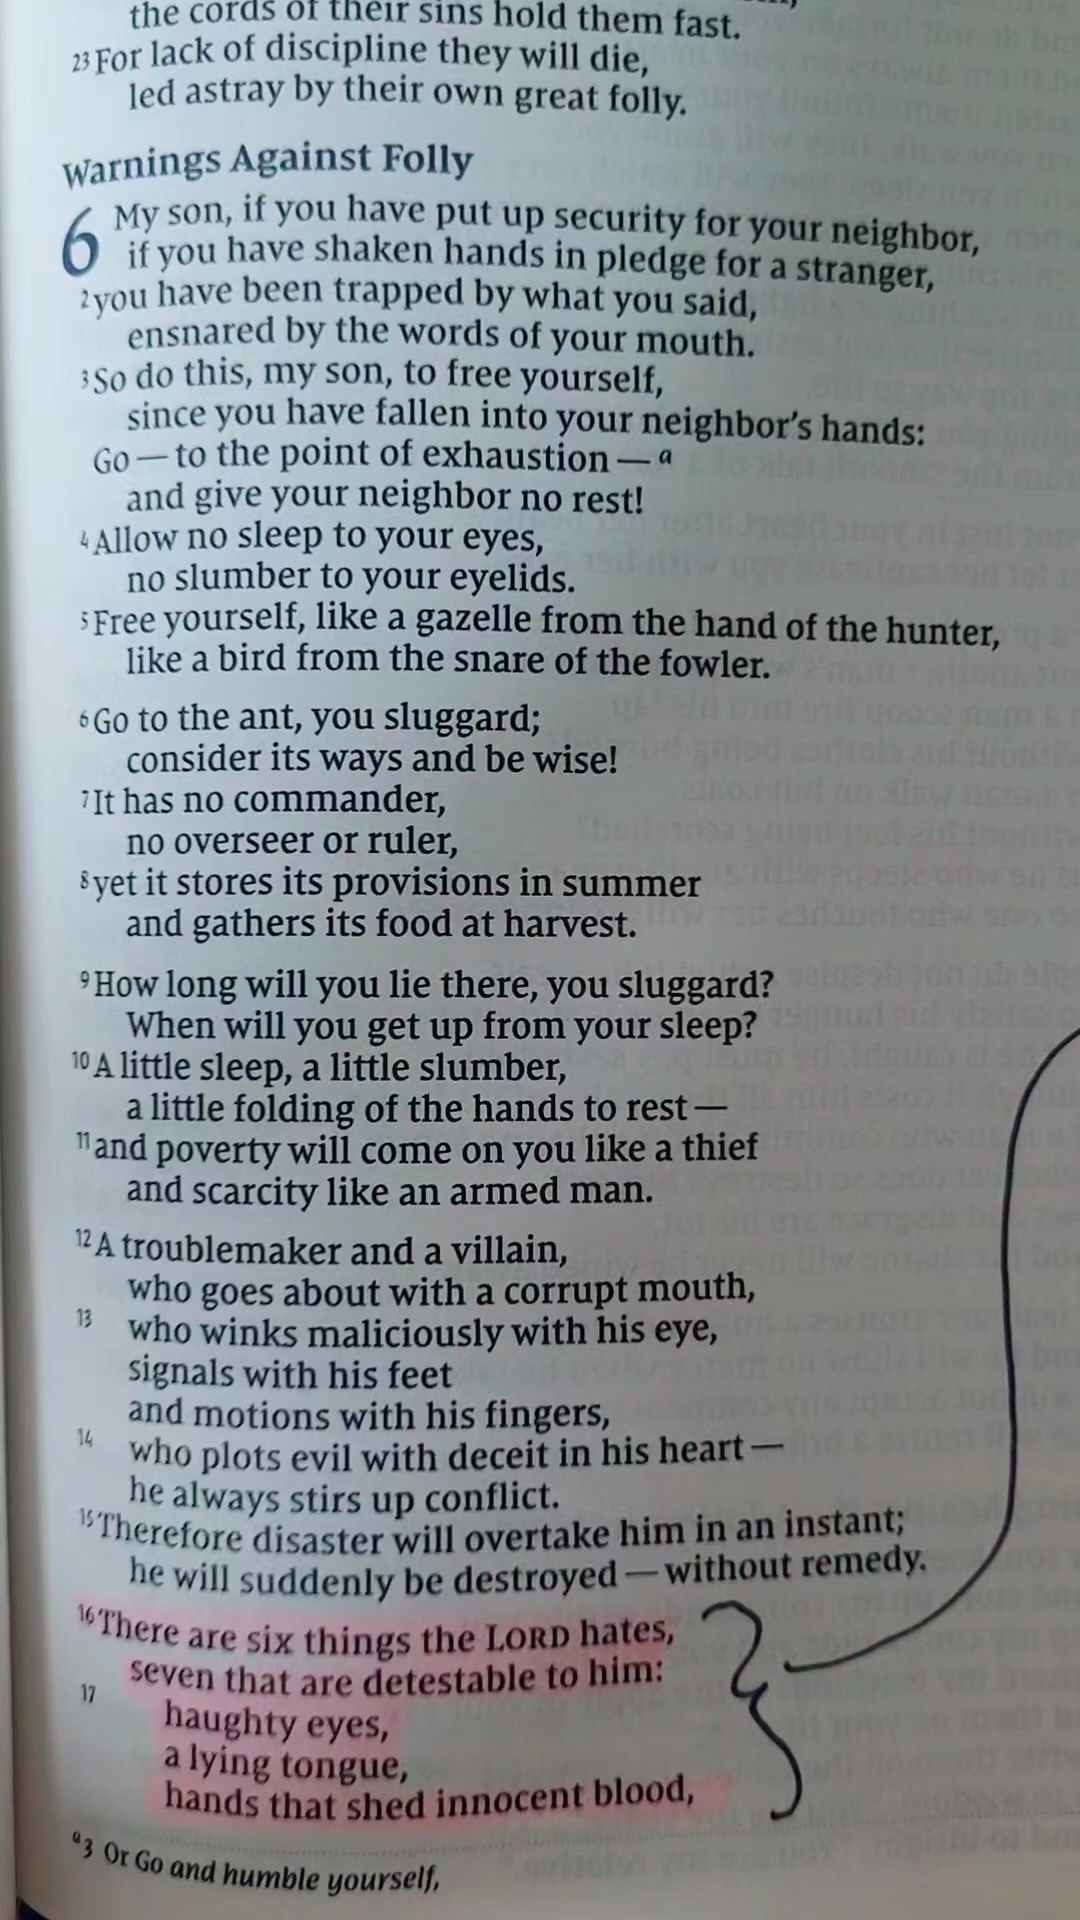 the cords of their sins hold them fast.
23 For lack of discipline they will die,
led astray by their own great folly.
Warnings Against Folly
6 My son, if you have put up security for your neighbor,
if you have shaken hands in pledge for a stranger,
2 you have been trapped by what you said,
ensnared by the words of your mouth.
3 So do this, my son, to free yourself,
since you have fallen into your neighbor's hands:
Go — to the point of exhaustion — a
and give your neighbor no rest!
4 Allow no sleep to your eyes,
no slumber to your eyelids.
5 Free yourself, like a gazelle from the hand of the hunter,
like a bird from the snare of the fowler.
6 Go to the ant, you sluggard;
consider its ways and be wise!
7 It has no commander,
no overseer or ruler,
8 yet it stores its provisions in summer
and gathers its food at harvest.
9 How long will you lie there, you sluggard?
When will you get up from your sleep?
10 A little sleep, a little slumber,
a little folding of the hands to rest —
11 and poverty will come on you like a thief
and scarcity like an armed man.
12 A troublemaker and a villain,
who goes about with a corrupt mouth,
13 who winks maliciously with his eye,
signals with his feet
and motions with his fingers,
14 who plots evil with deceit in his heart —
he always stirs up conflict.
15 Therefore disaster will overtake him in an instant;
he will suddenly be destroyed — without remedy.
16 There are six things the LORD hates,
seven that are detestable to him:
17 haughty eyes,
a lying tongue,
hands that shed innocent blood,
a 3 Or Go and humble yourself,